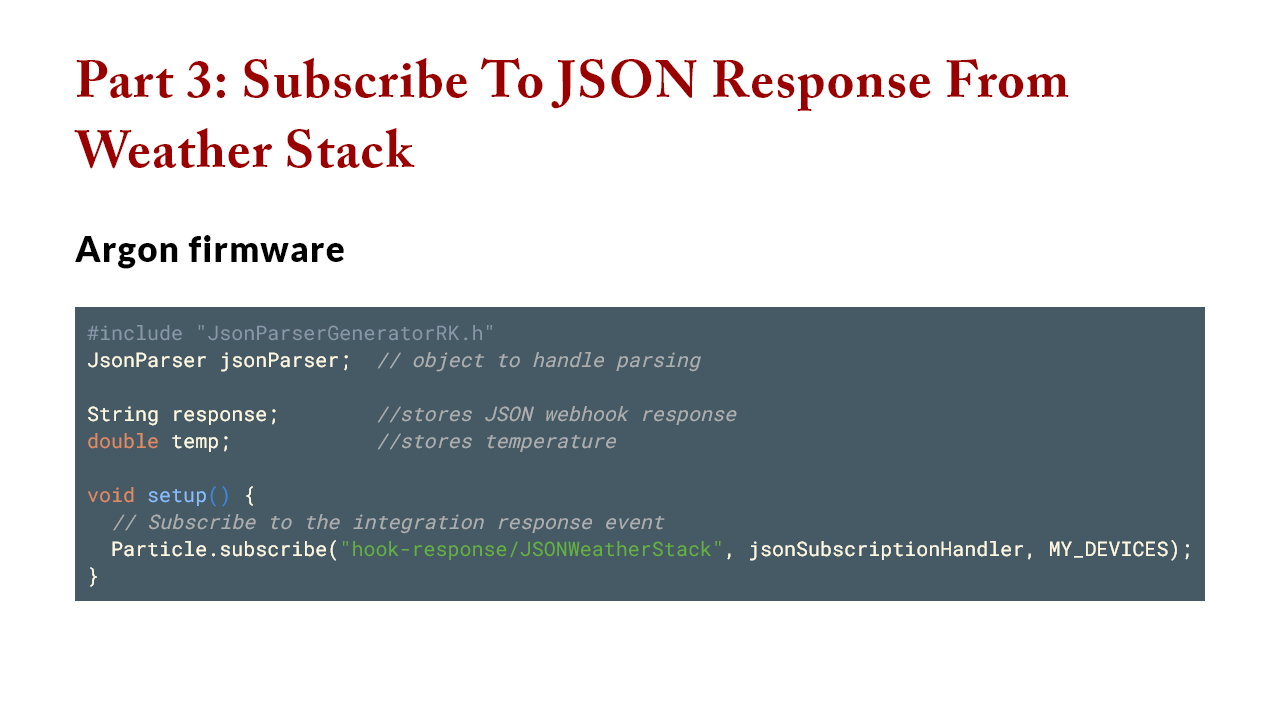 Part 3: Subscribe To JSON Response From
Weather Stack
Argon firmware
#include "JsonParserGeneratorRK.h"
JsonParser jsonParser;  // object to handle parsing
String response;        //stores JSON webhook response
double temp;            //stores temperature
void setup() {
  // Subscribe to the integration response event
  Particle.subscribe("hook-response/JSONWeatherStack", jsonSubscriptionHandler, MY_DEVICES);
}